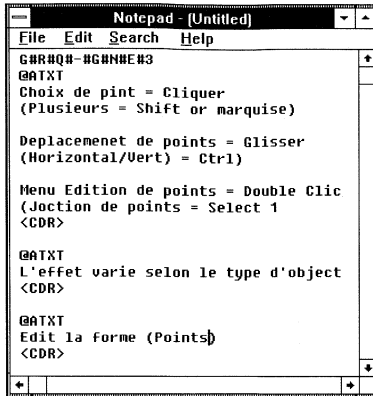 Notepad - (Untitled)
File Edit Search Help
G#R#Q#-#G#N#E#3
@ATXT
Choix de pint = Cliquer
(Plusieurs = Shift or marquise)
Deplacemenet de points = Glisser
(Horizontal/Vert) = Ctrl)
Menu Edition de points = Double Clic
(Joction de points = Select 1
<CDR>
@ATXT
L'effet varie selon le type d'object
<CDR>
@ATXT
Edit la forme (Points)
<CDR>